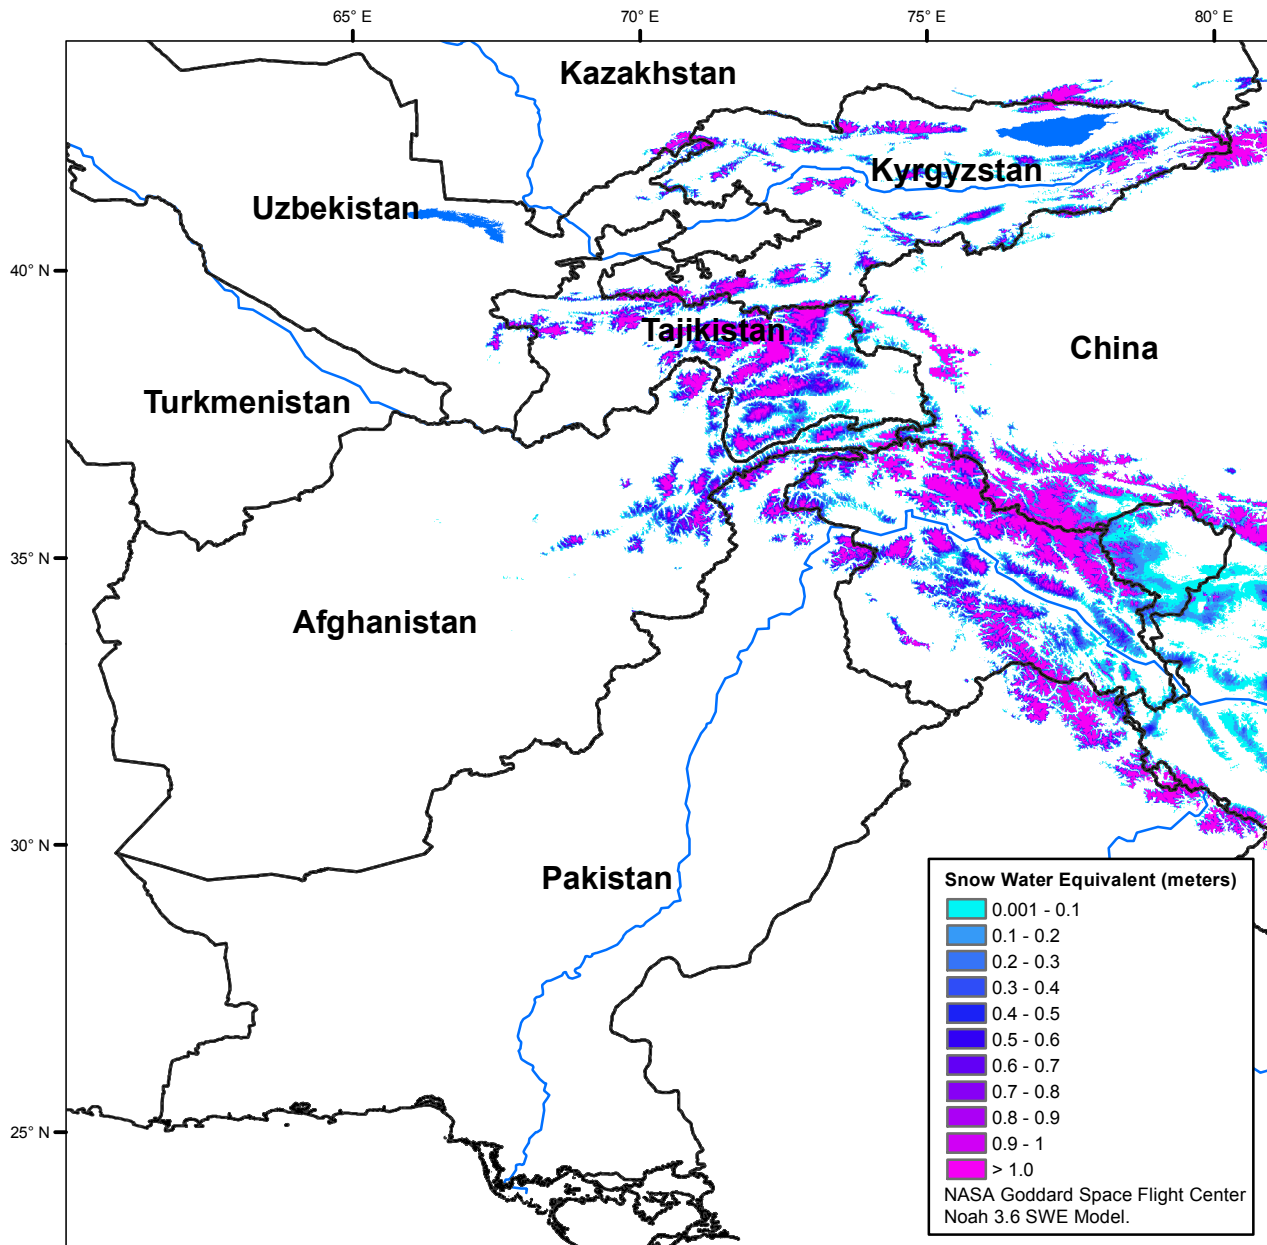 65° E
70° E
75° E
80° E
Kazakhstan
Kyrgyzstan
Uzbekistan
40° N
Tajikistan
China
Turkmenistan
35° N
Afghanistan
30° N
Pakistan
25° N
Snow Water Equivalent (meters)
0.001 - 0.1
0.1 - 0.2
0.2 - 0.3
0.3 - 0.4
0.4 - 0.5
0.5 - 0.6
0.6 - 0.7
0.7 - 0.8
0.8 - 0.9
0.9 - 1
> 1.0
NASA Goddard Space Flight Center
Noah 3.6 SWE Model.